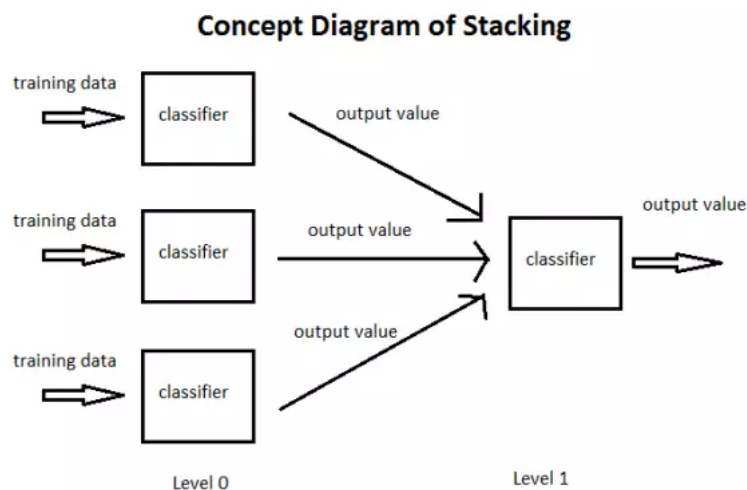 Concept Diagram of Stacking
training data
classifier
output value
training data
classifier
output value
output value
classifier
training data
classifier
output value
Level 0
Level 1